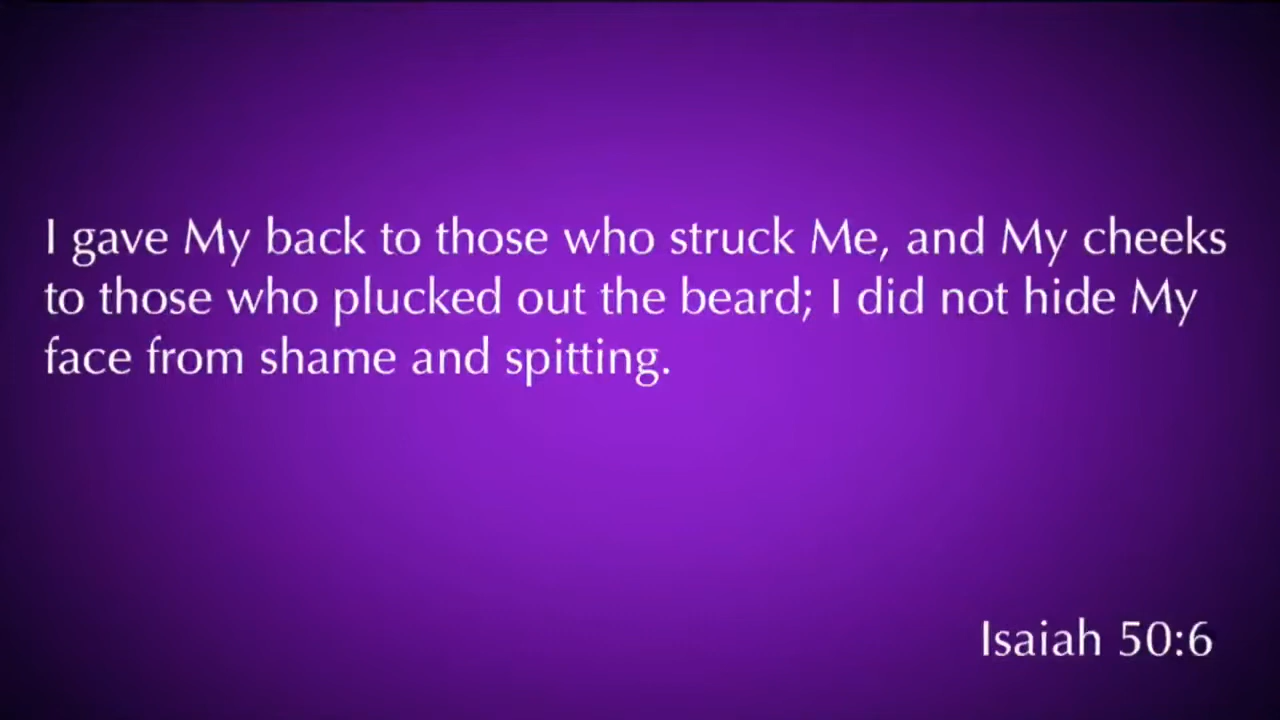 I gave My back to those who struck Me, and My cheeks
to those who plucked out the beard; I did not hide My
face from shame and spitting.
Isaiah 50:6